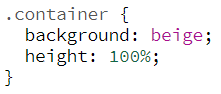 .container {
  background: beige;
  height: 100%;
}